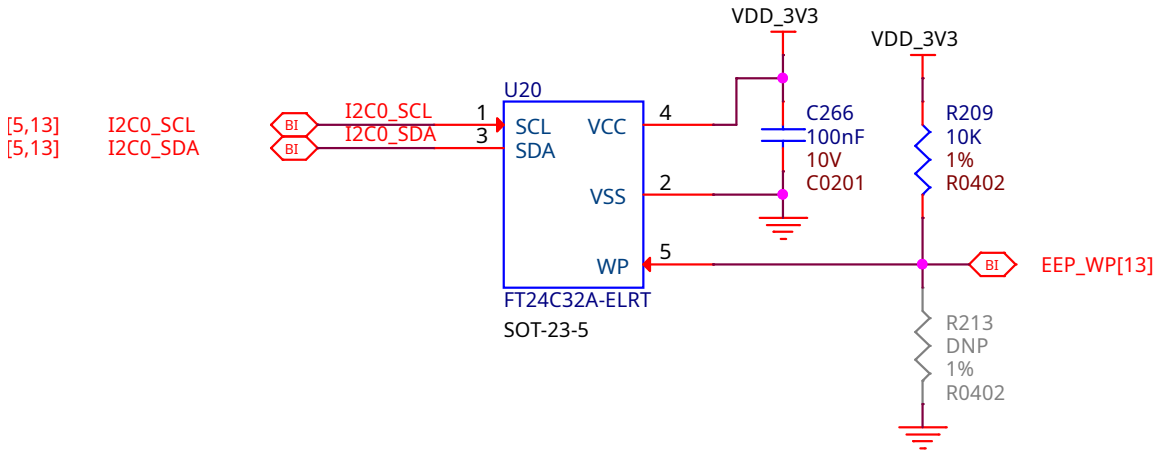 VDD_3V3
VDD_3V3
U20
[5,13] I2C0_SCL BI I2C0_SCL 1 SCL VCC 4
[5,13] I2C0_SDA BI I2C0_SDA 3 SDA
VSS 2
WP 5
FT24C32A-ELRT
SOT-23-5
C266
100nF
10V
C0201
R209
10K
1%
R0402
BI EEP_WP[13]
R213
DNP
1%
R0402